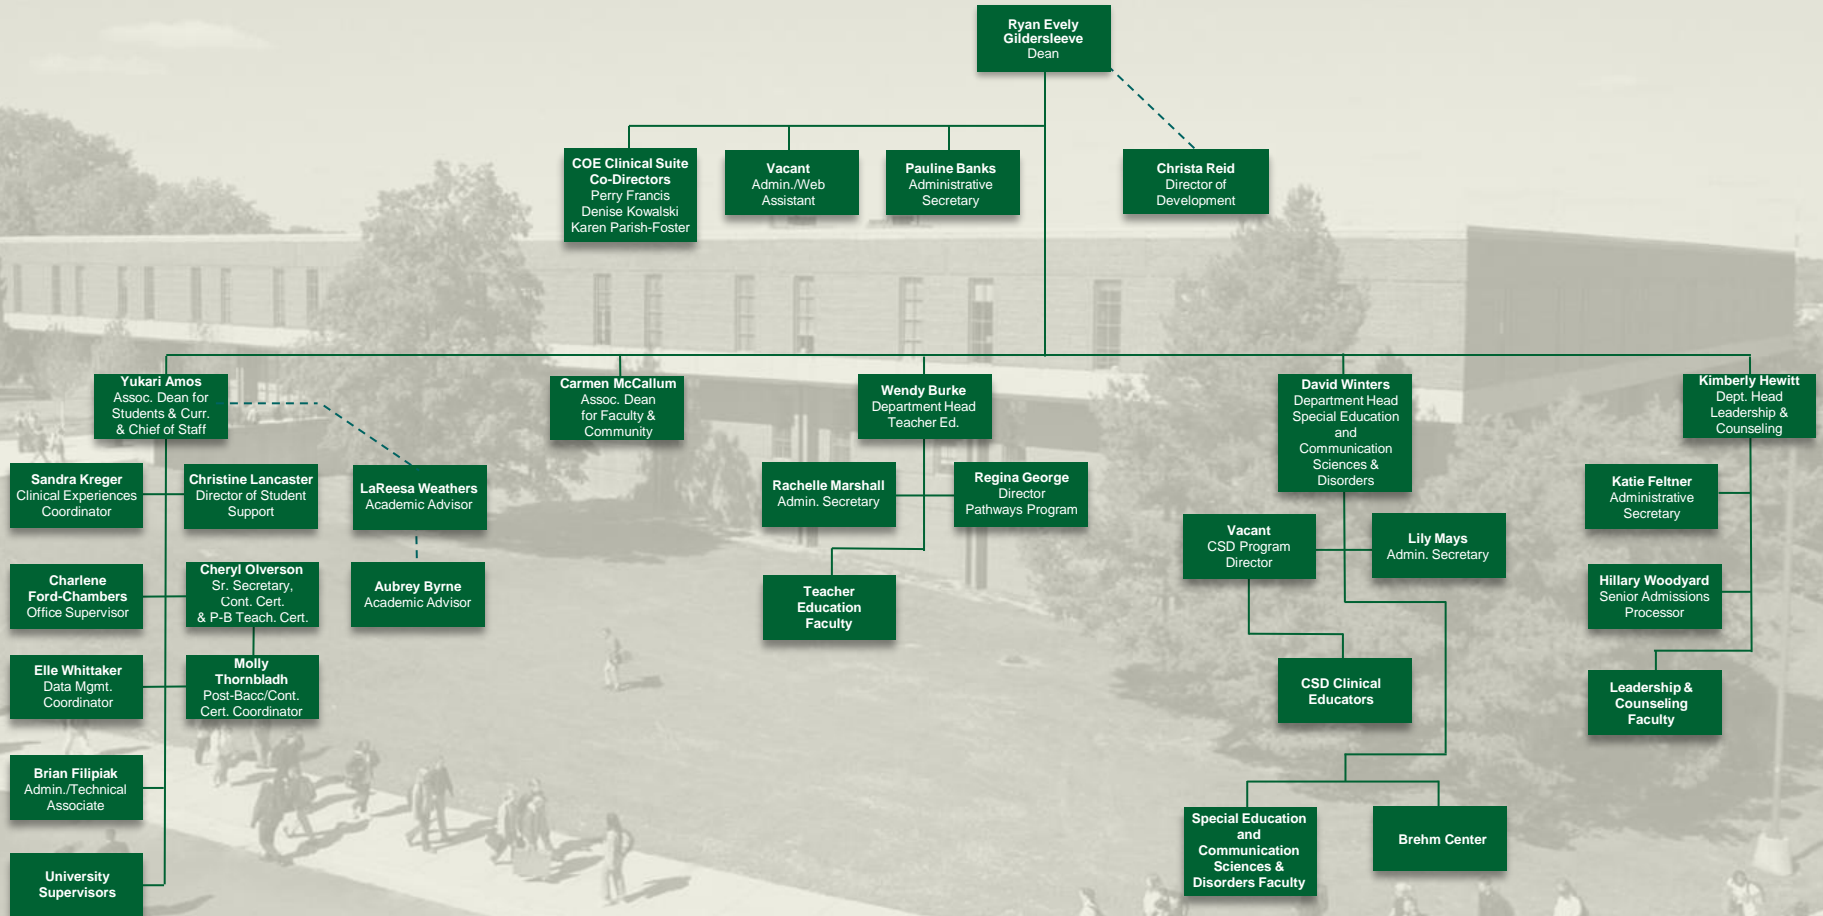 Ryan Evely
Gildersleeve
Dean
COE Clinical Suite
Co-Directors
Perry Francis
Denise Kowalski
Karen Parish-Foster
Vacant
Admin./Web
Assistant
Pauline Banks
Administrative
Secretary
Christa Reid
Director of
Development
Yukari Amos
Assoc. Dean for
Students & Curr.
& Chief of Staff
Carmen McCallum
Assoc. Dean
for Faculty &
Community
Wendy Burke
Department Head
Teacher Ed.
David Winters
Department Head
Special Education
and
Communication
Sciences &
Disorders
Kimberly Hewitt
Dept. Head
Leadership &
Counseling
Sandra Kreger
Clinical Experiences
Coordinator
Christine Lancaster
Director of Student
Support
LaReesa Weathers
Academic Advisor
Rachelle Marshall
Admin. Secretary
Regina George
Director
Pathways Program
Katie Feltner
Administrative
Secretary
Vacant
CSD Program
Director
Lily Mays
Admin. Secretary
Charlene
Ford-Chambers
Office Supervisor
Cheryl Olverson
Sr. Secretary,
Cont. Cert.
& P-B Teach. Cert.
Aubrey Byrne
Academic Advisor
Teacher
Education
Faculty
Hillary Woodyard
Senior Admissions
Processor
Elle Whittaker
Data Mgmt.
Coordinator
Molly
Thornbladh
Post-Bacc/Cont.
Cert. Coordinator
CSD Clinical
Educators
Leadership &
Counseling
Faculty
Brian Filipiak
Admin./Technical
Associate
Special Education
and
Communication
Sciences &
Disorders Faculty
Brehm Center
University
Supervisors